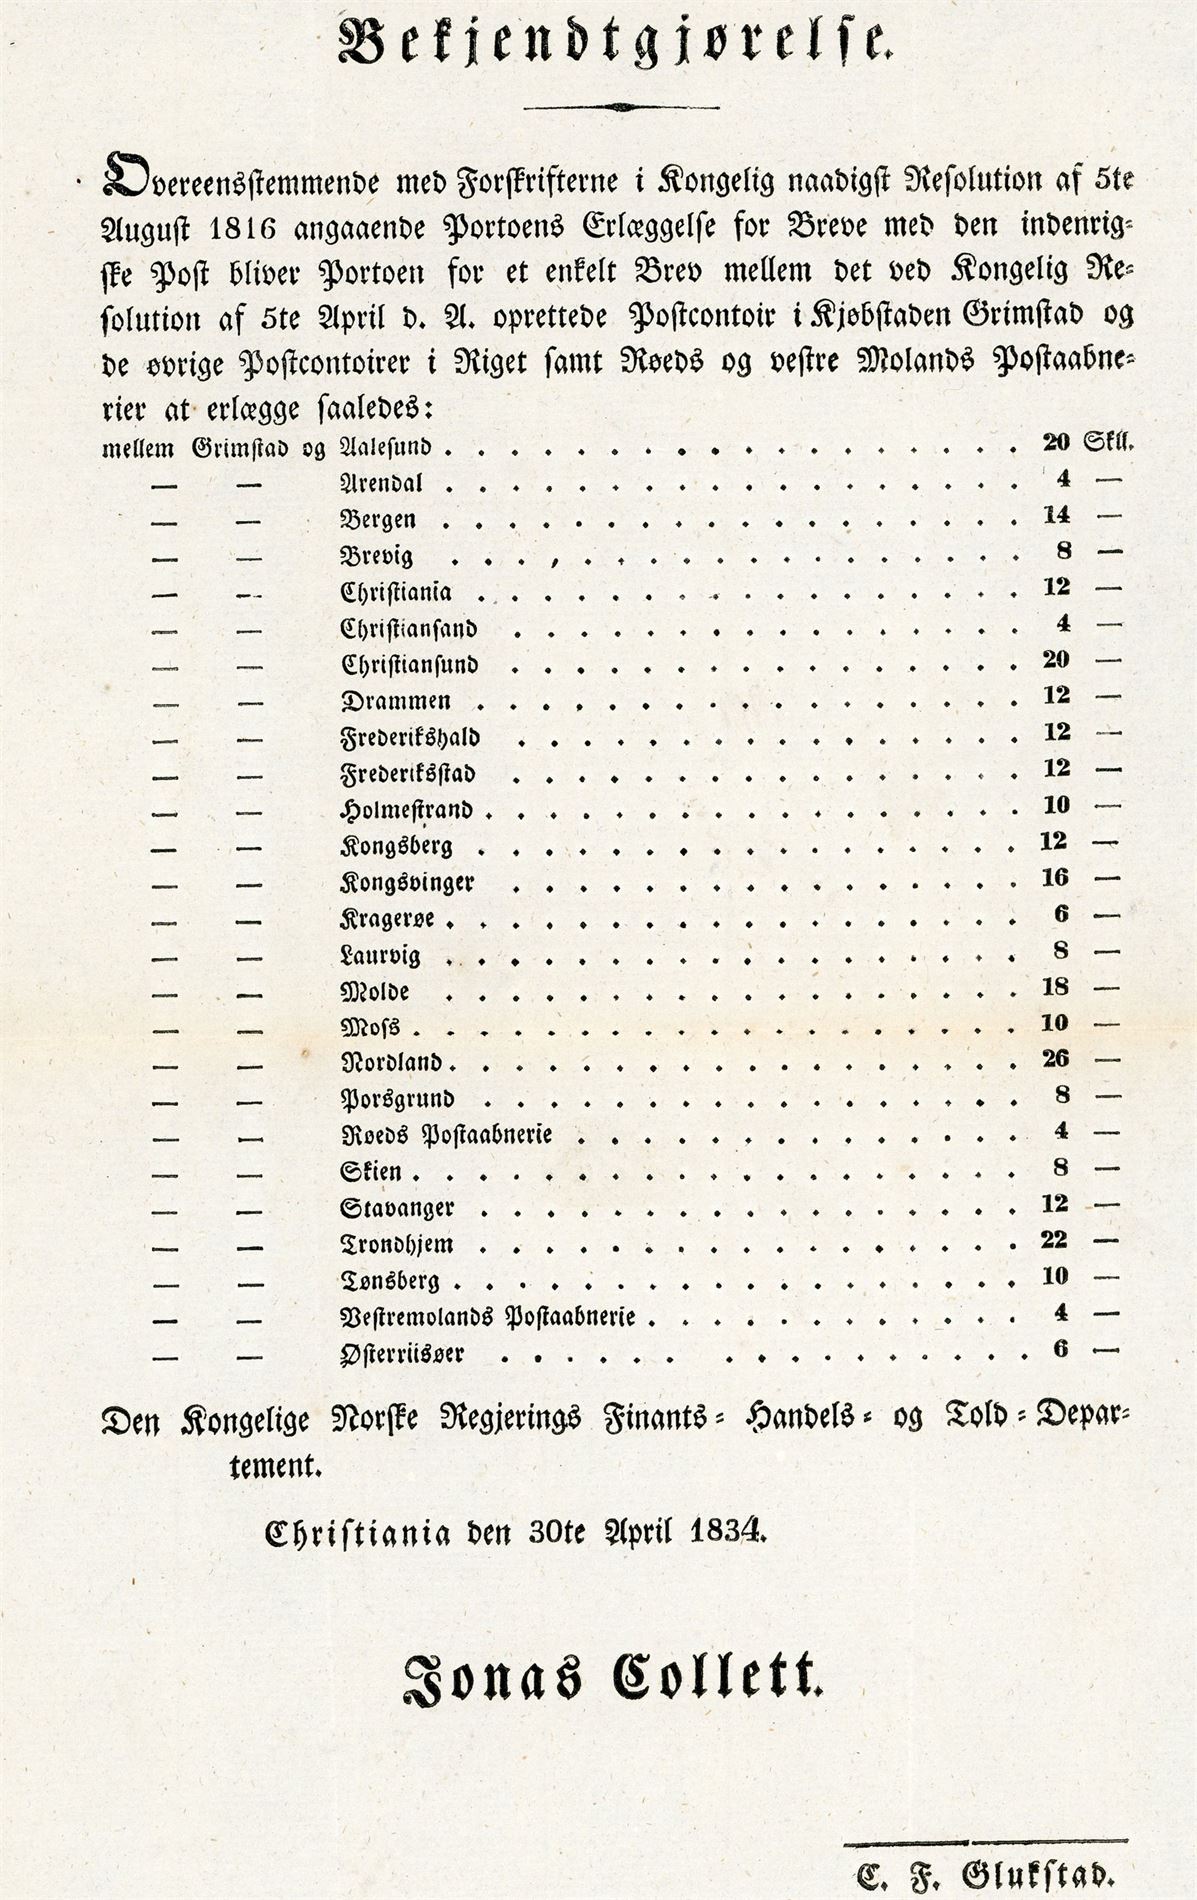 Bekjendtgjørelse.
Overeensstemmende med Forskrifterne i Kongelig naadigst Resolution af 5te
August 1816 angaaende Portoens Erlæggelse for Breve med den indenrig-
ske Post bliver Portoen for et enkelt Brev mellem det ved Kongelig Re-
solution af 5te April d. A. oprettede Postcontoir i Kjøbstaden Grimstad og
de øvrige Postcontoirer i Riget samt Røeds og vestre Molands Postaabne-
rier at erlægge saaledes:
mellem Grimstad og Aalesund . . . . . . . . . . . . . . . . . . 20 Skll.
— — Arendal . . . . . . . . . . . . . . . . . . 4 —
— — Bergen . . . . . . . . . . . . . . . . . . 14 —
— — Brevig . . . . . . . . . . . . . . . . . . 8 —
— — Christiania . . . . . . . . . . . . . . . . . 12 —
— — Christiansand . . . . . . . . . . . . . . . . 4 —
— — Christiansund . . . . . . . . . . . . . . . . 20 —
— — Drammen . . . . . . . . . . . . . . . . . 12 —
— — Frederikshald . . . . . . . . . . . . . . . . 12 —
— — Frederiksstad . . . . . . . . . . . . . . . . 12 —
— — Holmestrand . . . . . . . . . . . . . . . . . 10 —
— — Kongsberg . . . . . . . . . . . . . . . . . 12 —
— — Kongsvinger . . . . . . . . . . . . . . . . 16 —
— — Kragerøe . . . . . . . . . . . . . . . . . . 6 —
— — Laurvig . . . . . . . . . . . . . . . . . . 8 —
— — Molde . . . . . . . . . . . . . . . . . . 18 —
— — Moss . . . . . . . . . . . . . . . . . . . 10 —
— — Nordland . . . . . . . . . . . . . . . . . . 26 —
— — Porsgrund . . . . . . . . . . . . . . . . . 8 —
— — Røeds Postaabnerie . . . . . . . . . . . . . . 4 —
— — Skien . . . . . . . . . . . . . . . . . . . 8 —
— — Stavanger . . . . . . . . . . . . . . . . . 12 —
— — Trondhjem . . . . . . . . . . . . . . . . . 22 —
— — Tønsberg . . . . . . . . . . . . . . . . . . 10 —
— — Vestremolands Postaabnerie . . . . . . . . . . . . 4 —
— — Østerriisøer . . . . . . . . . . . . . . . . 6 —
Den Kongelige Norske Regjerings Finants- Handels- og Told-Depar-
tement.
Christiania den 30te April 1834.
Jonas Collett.
C. F. Glukstad.